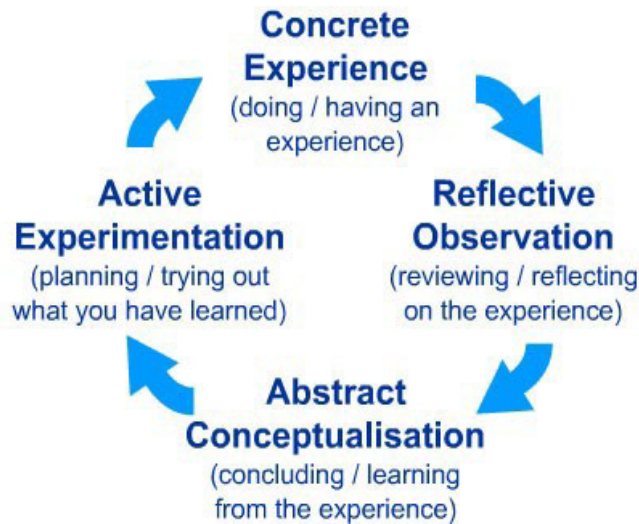 Concrete
Experience
(doing / having an
experience)
Reflective
Observation
(reviewing / reflecting
on the experience)
Abstract
Conceptualisation
(concluding / learning
from the experience)
Active
Experimentation
(planning / trying out
what you have learned)